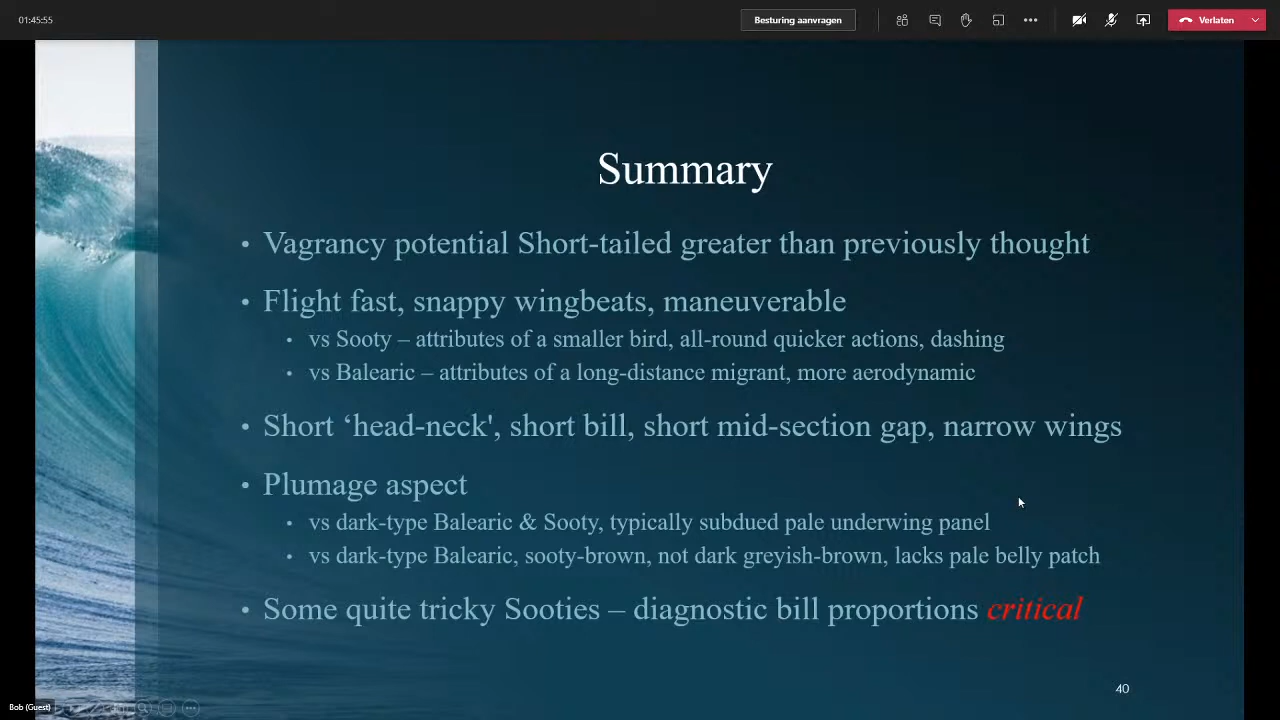 01:45:55
Besturing aanvragen
Verlaten
Summary
• Vagrancy potential Short-tailed greater than previously thought
• Flight fast, snappy wingbeats, maneuverable
• vs Sooty – attributes of a smaller bird, all-round quicker actions, dashing
• vs Balearic – attributes of a long-distance migrant, more aerodynamic
• Short ‘head-neck', short bill, short mid-section gap, narrow wings
• Plumage aspect
• vs dark-type Balearic & Sooty, typically subdued pale underwing panel
• vs dark-type Balearic, sooty-brown, not dark greyish-brown, lacks pale belly patch
• Some quite tricky Sooties – diagnostic bill proportions critical
40
Bob (Guest)